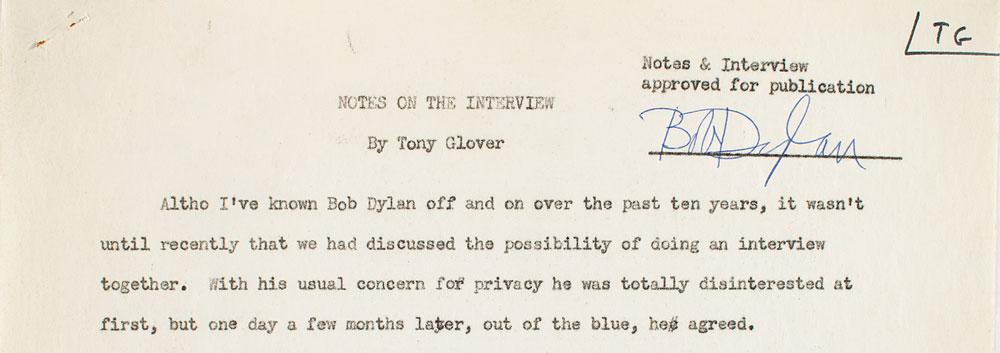 TG
Notes & Interview
approved for publication
NOTES ON THE INTERVIEW
Bob Dylan
By Tony Glover
Altho I've known Bob Dylan off and on over the past ten years, it wasn't
until recently that we had discussed the possibility of doing an interview
together. With his usual concern for privacy he was totally disinterested at
first, but one day a few months later, out of the blue, he agreed.